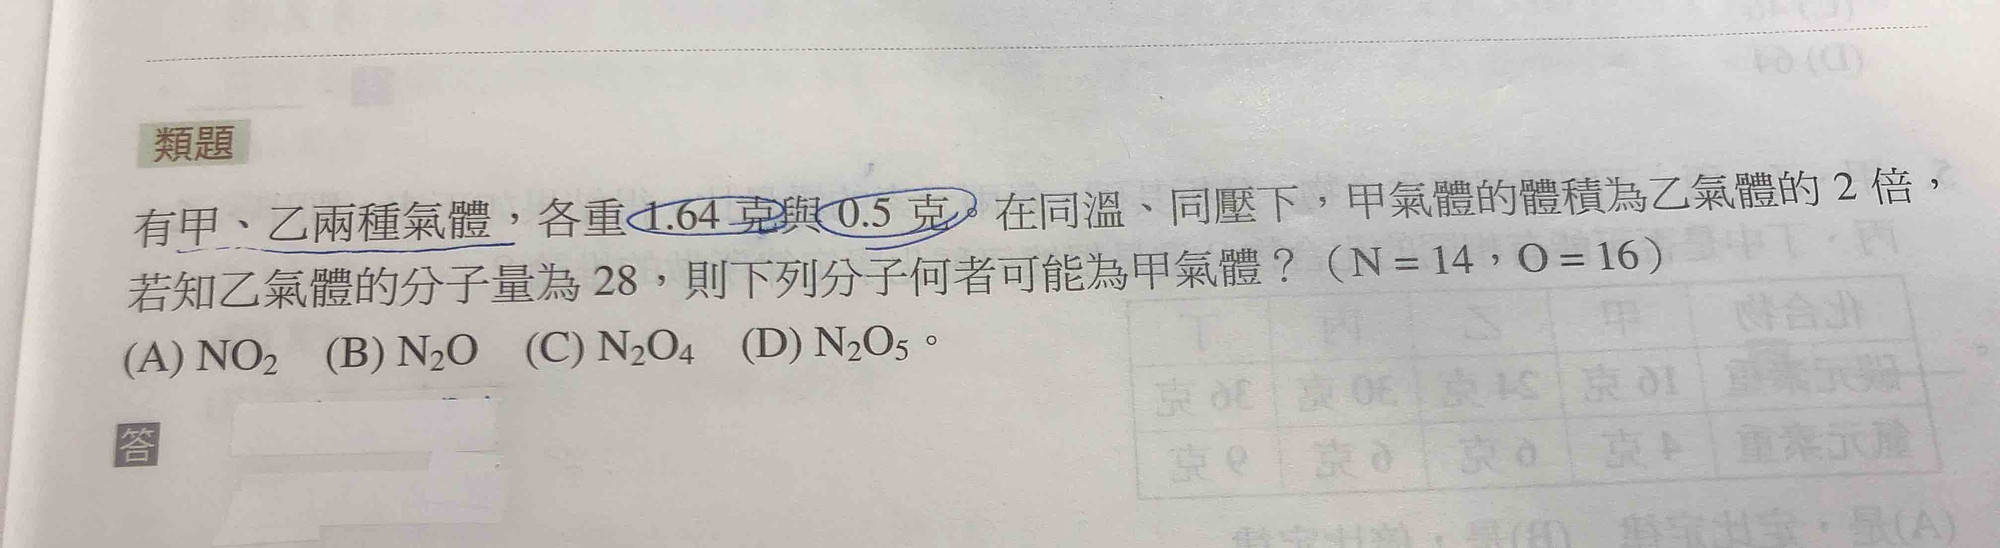 類題
有甲、乙兩種氣體，各重 1.64 克與 0.5 克。在同溫、同壓下，甲氣體的體積為乙氣體的 2 倍，
若知乙氣體的分子量為 28，則下列分子何者可能為甲氣體？（N = 14，O = 16）
(A) NO₂ (B) N₂O (C) N₂O₄ (D) N₂O₅。
答